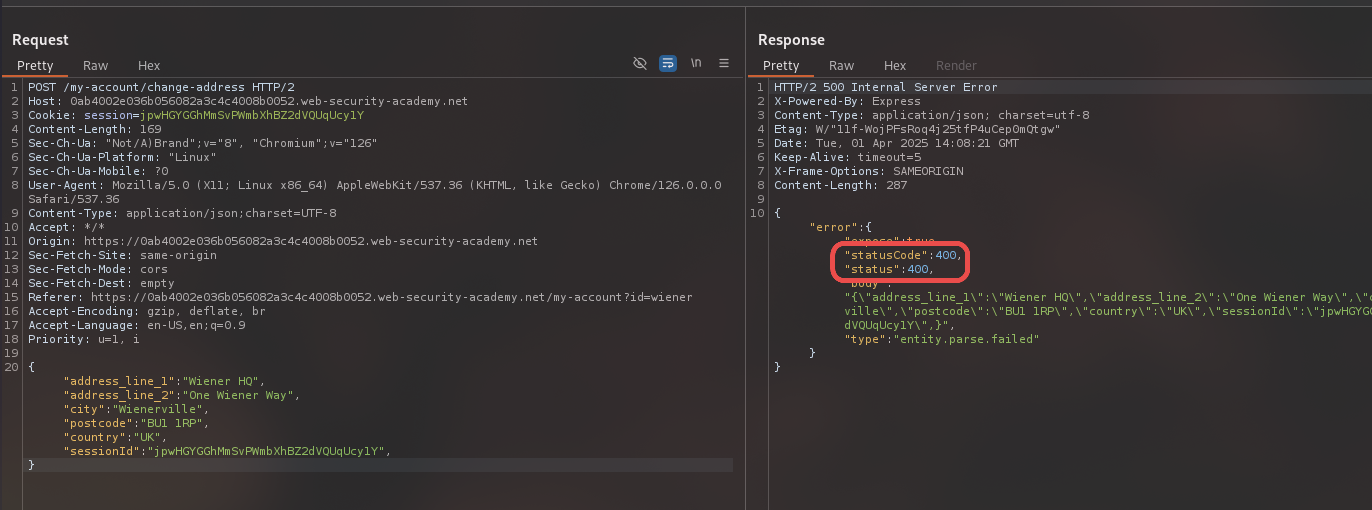 Request
Pretty Raw Hex
\n
1 POST /my-account/change-address HTTP/2
2 Host: 0ab4002e036b056082a3c4c4008b0052.web-security-academy.net
3 Cookie: session=jpwHGYGGhMmSvPWmbXhBZ2dVQUqUcy1Y
4 Content-Length: 169
5 Sec-Ch-Ua: "Not/A)Brand";v="8", "Chromium";v="126"
6 Sec-Ch-Ua-Platform: "Linux"
7 Sec-Ch-Ua-Mobile: ?0
8 User-Agent: Mozilla/5.0 (X11; Linux x86_64) AppleWebKit/537.36 (KHTML, like Gecko) Chrome/126.0.0.0
Safari/537.36
9 Content-Type: application/json;charset=UTF-8
10 Accept: */*
11 Origin: https://0ab4002e036b056082a3c4c4008b0052.web-security-academy.net
12 Sec-Fetch-Site: same-origin
13 Sec-Fetch-Mode: cors
14 Sec-Fetch-Dest: empty
15 Referer: https://0ab4002e036b056082a3c4c4008b0052.web-security-academy.net/my-account?id=wiener
16 Accept-Encoding: gzip, deflate, br
17 Accept-Language: en-US,en;q=0.9
18 Priority: u=1, i
19
20 {
"address_line_1":"Wiener HQ",
"address_line_2":"One Wiener Way",
"city":"Wienerville",
"postcode":"BU1 1RP",
"country":"UK",
"sessionId":"jpwHGYGGhMmSvPWmbXhBZ2dVQUqUcy1Y",
}
Response
Pretty Raw Hex Render
1 HTTP/2 500 Internal Server Error
2 X-Powered-By: Express
3 Content-Type: application/json; charset=utf-8
4 Etag: W/"11f-WojPFsRoq4j25tfP4uCepOmQtgw"
5 Date: Tue, 01 Apr 2025 14:08:21 GMT
6 Keep-Alive: timeout=5
7 X-Frame-Options: SAMEORIGIN
8 Content-Length: 287
9
10 {
"error":{
"expose":true,
"statusCode":400,
"status":400,
"body":
"{\"address_line_1\":\"Wiener HQ\",\"address_line_2\":\"One Wiener Way\",\"c
ville\",\"postcode\":\"BU1 1RP\",\"country\":\"UK\",\"sessionId\":\"jpwHGYGG
dVQUqUcy1Y\",}",
"type":"entity.parse.failed"
}
}